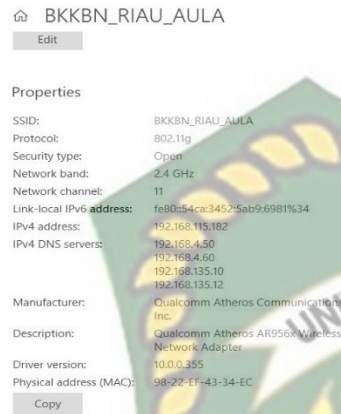 BKKBN_RIAU_AULA
Edit
Properties
SSID: BKKBN_RIAU_AULA
Protocol: 802.11g
Security type: Open
Network band: 2.4 GHz
Network channel: 11
Link-local IPv6 address: fe80::54ca:3452:5ab9:6981%34
IPv4 address: 192.168.115.182
IPv4 DNS servers: 192.168.4.50
192.168.4.60
192.168.135.10
192.168.135.12
Manufacturer: Qualcomm Atheros Communications
Inc.
Description: Qualcomm Atheros AR956x Wireless
Network Adapter
Driver version: 10.0.0.355
Physical address (MAC): 98-22-EF-43-34-EC
Copy